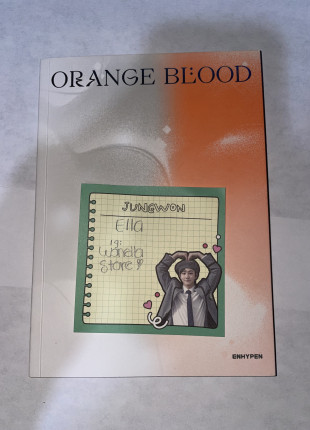 ORANGE BLOOD
JUNGWON
Ella
ig:
Wonella
Store
ENHYPEN